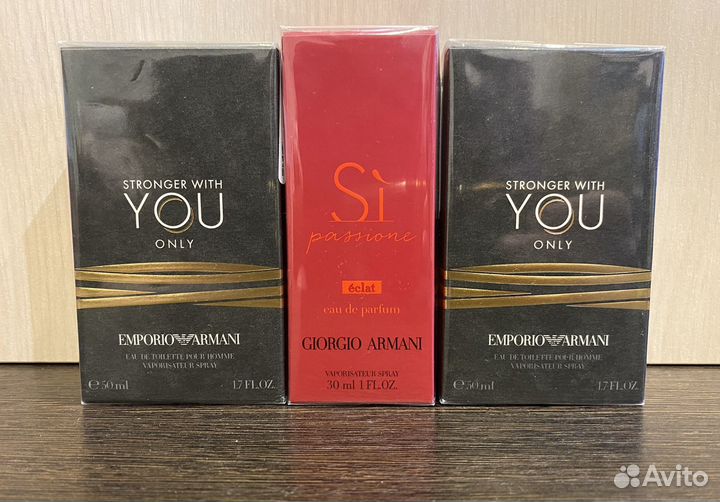 STRONGER WITH
YOU
ONLY
EMPORIO ARMANI
EAU DE TOILETTE POUR HOMME
VAPORISATEUR SPRAY
℮ 50 ml 1.7 FL.OZ.
Sì
passione
éclat
eau de parfum
GIORGIO ARMANI
VAPORISATEUR SPRAY
30 ml 1 FL.OZ.
STRONGER WITH
YOU
ONLY
EMPORIO ARMANI
EAU DE TOILETTE POUR HOMME
VAPORISATEUR SPRAY
℮ 50 ml 1.7 FL.OZ.
Avito